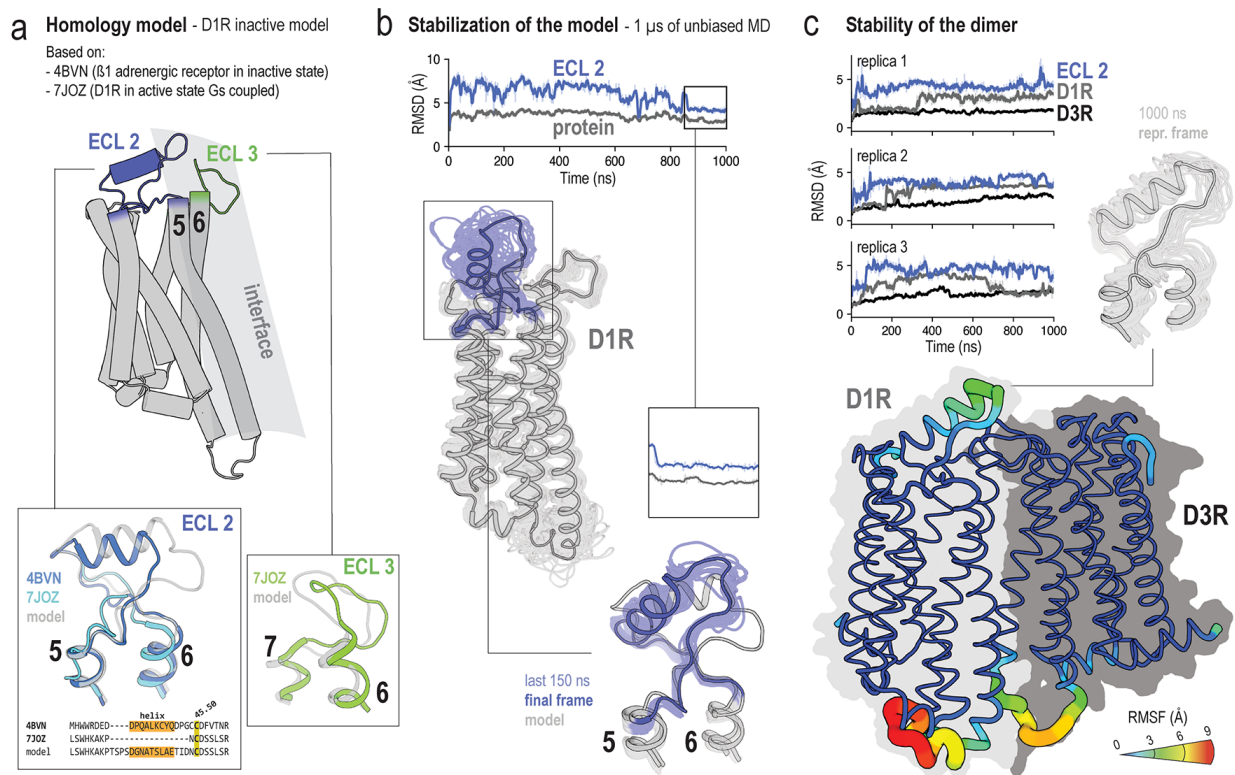 a Homology model - D1R inactive model
Based on:
- 4BVN (ß1 adrenergic receptor in inactive state)
- 7JOZ (D1R in active state Gs coupled)
ECL 2
ECL 3
5 6
interface
ECL 2
4BVN
7JOZ
model
5
6
helix
45.50
4BVN MHWWRDED----DPQALKCYQDPGCCDFVTNR
7JOZ LSWHKAKP---------------NCDSSLSR
model LSWHKAKPTSPSDGNATSLAETIDNCDSSLSR
ECL 3
7JOZ
model
7
6
b Stabilization of the model - 1 µs of unbiased MD
RMSD (Å)
10
5
0
ECL 2
protein
0 200 400 600 800 1000
Time (ns)
D1R
last 150 ns
final frame
model
5
6
c Stability of the dimer
replica 1
5
0
ECL 2
D1R
D3R
replica 2
RMSD (Å)
5
0
replica 3
5
0
0 200 400 600 800 1000
Time (ns)
1000 ns
repr. frame
D1R
D3R
RMSF (Å)
0 3 6 9